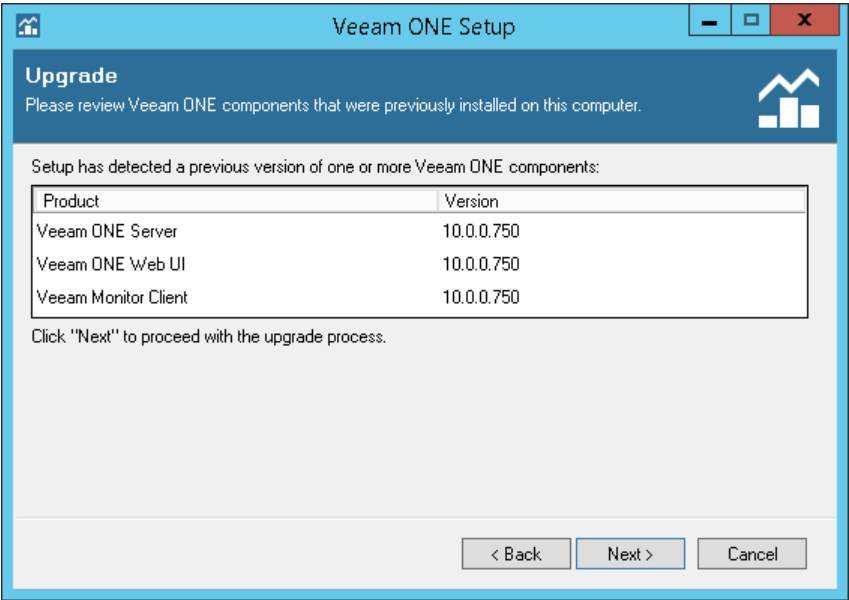 Veeam ONE Setup
Upgrade
Please review Veeam ONE components that were previously installed on this computer.
Setup has detected a previous version of one or more Veeam ONE components:
Product Version
Veeam ONE Server 10.0.0.750
Veeam ONE Web UI 10.0.0.750
Veeam Monitor Client 10.0.0.750
Click "Next" to proceed with the upgrade process.
< Back Next > Cancel